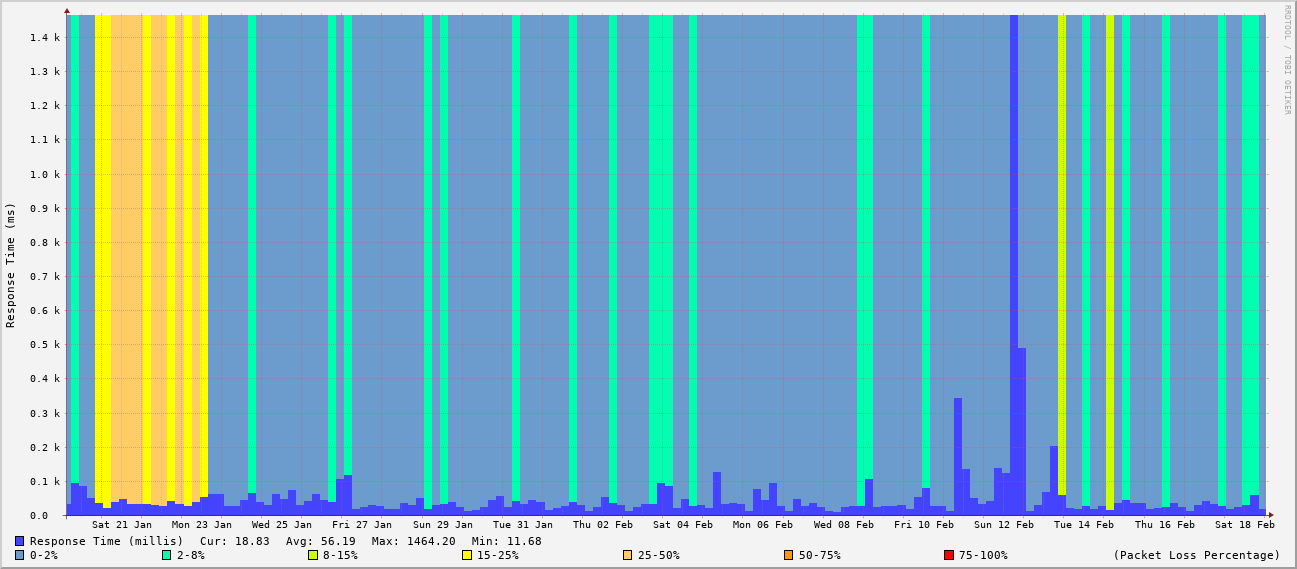 RRDTOOL / TOBI OETIKER
Response Time (ms)
1.4 k
1.3 k
1.2 k
1.1 k
1.0 k
0.9 k
0.8 k
0.7 k
0.6 k
0.5 k
0.4 k
0.3 k
0.2 k
0.1 k
0.0
Sat 21 Jan Mon 23 Jan Wed 25 Jan Fri 27 Jan Sun 29 Jan Tue 31 Jan Thu 02 Feb Sat 04 Feb Mon 06 Feb Wed 08 Feb Fri 10 Feb Sun 12 Feb Tue 14 Feb Thu 16 Feb Sat 18 Feb
Response Time (millis) Cur: 18.83 Avg: 56.19 Max: 1464.20 Min: 11.68
0-2% 2-8% 8-15% 15-25% 25-50% 50-75% 75-100% (Packet Loss Percentage)